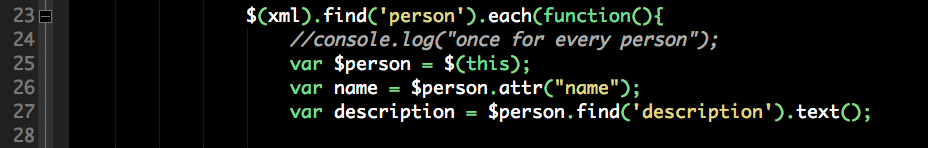 23 $(xml).find('person').each(function(){
24 //console.log("once for every person");
25 var $person = $(this);
26 var name = $person.attr("name");
27 var description = $person.find('description').text();
28